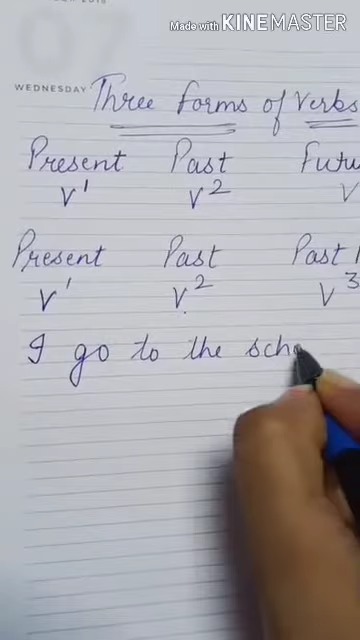 Made with KINEMASTER
WEDNESDAY Three forms of Verbs
Present Past
V¹ V² V
Present Past Past
V¹ V² V³
I go to the